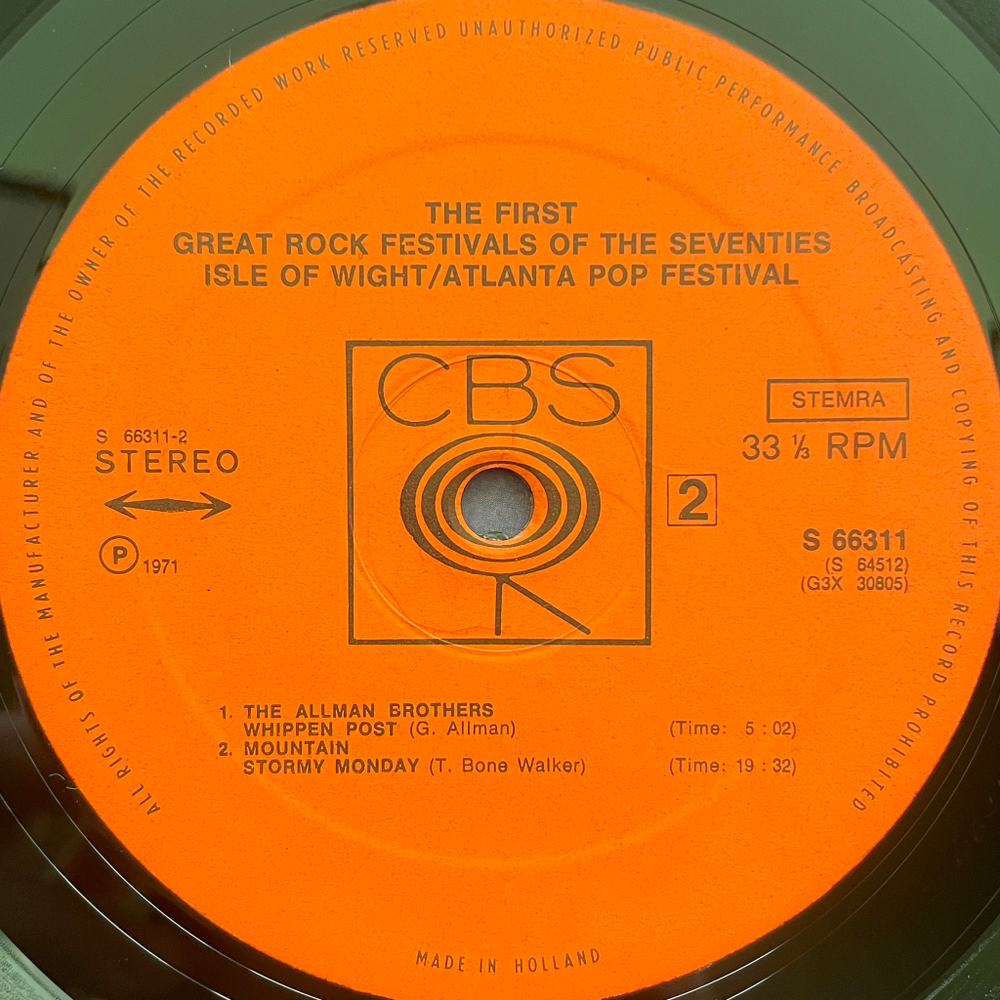 ALL RIGHTS OF THE MANUFACTURER AND OF THE OWNER OF THE RECORDED WORK RESERVED UNAUTHORIZED PUBLIC PERFORMANCE BROADCASTING AND COPYING OF THIS RECORD PROHIBITED
THE FIRST
GREAT ROCK FESTIVALS OF THE SEVENTIES
ISLE OF WIGHT/ATLANTA POP FESTIVAL
CBS
STEMRA
S 66311-2
STEREO
33 ⅓ RPM
2
P 1971
S 66311
(S 64512)
(G3X 30805)
1. THE ALLMAN BROTHERS
WHIPPEN POST (G. Allman) (Time: 5 : 02)
2. MOUNTAIN
STORMY MONDAY (T. Bone Walker) (Time: 19 : 32)
MADE IN HOLLAND